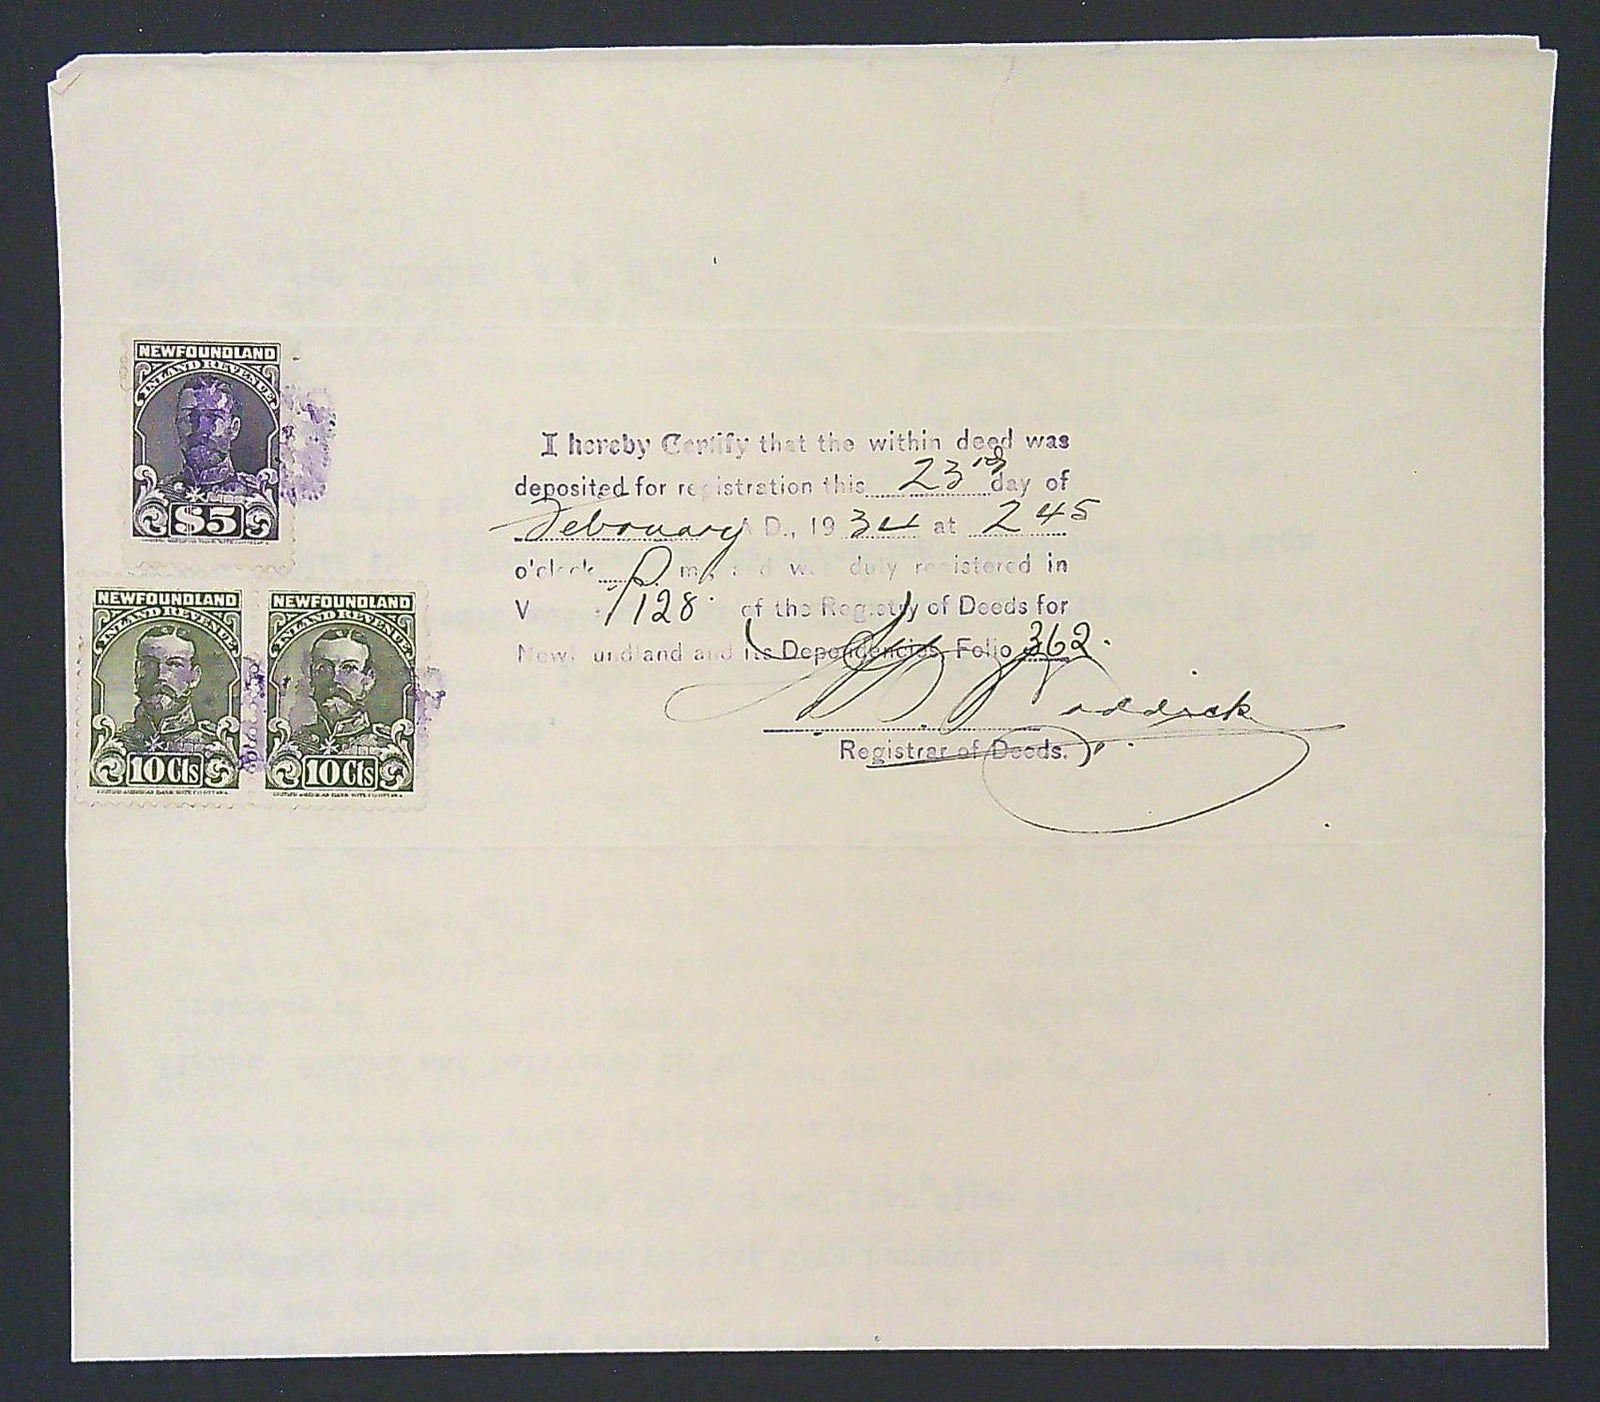 NEWFOUNDLAND
INLAND REVENUE
$5
NEWFOUNDLAND
INLAND REVENUE
10 Cts
NEWFOUNDLAND
INLAND REVENUE
10 Cts
I hereby Certify that the within deed was
deposited for registration this 23rd day of
February A D., 1934 at 2 45
o'clock P. m, and was duly registered in
V 128 of the Registry of Deeds for
Newfoundland and its Dependencies, Folio 362.
Registrar of Deeds.